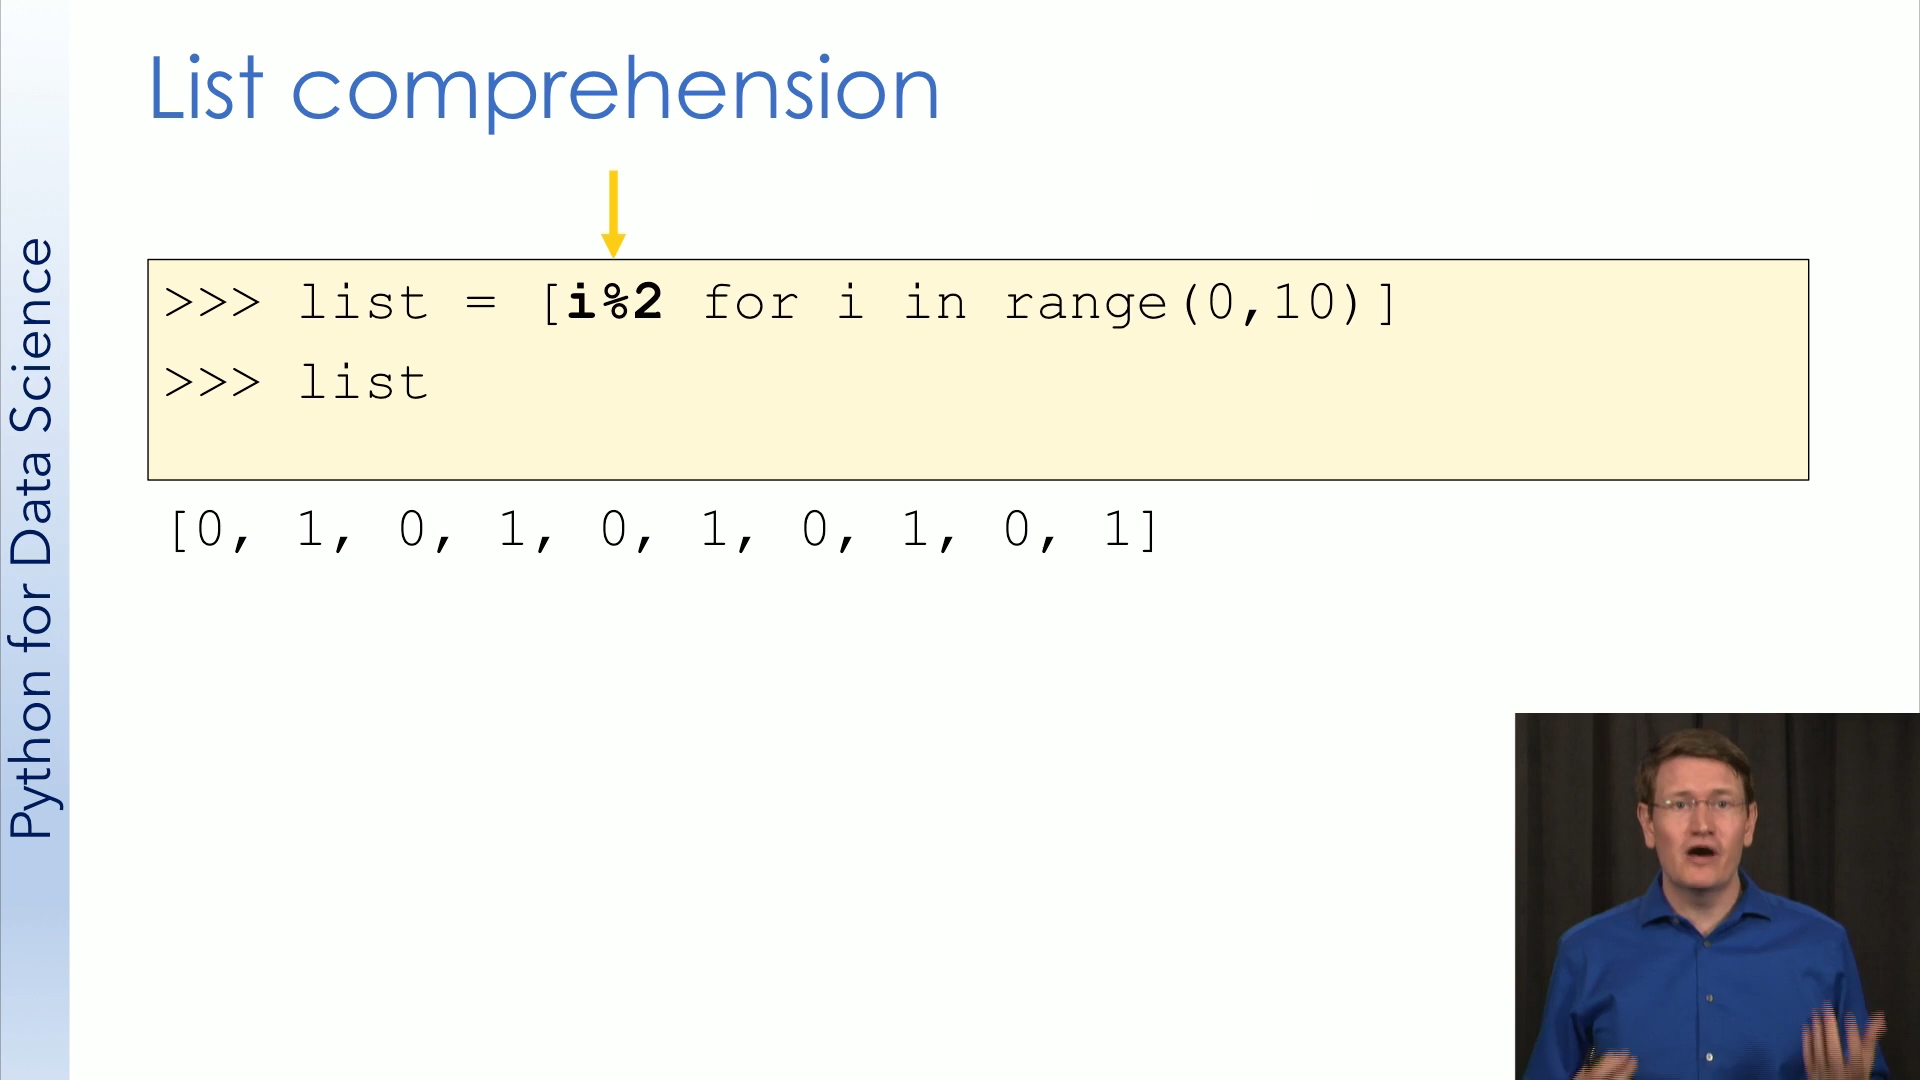 List comprehension
>>> list = [i%2 for i in range(0,10)]
>>> list
[0, 1, 0, 1, 0, 1, 0, 1, 0, 1]
Python for Data Science